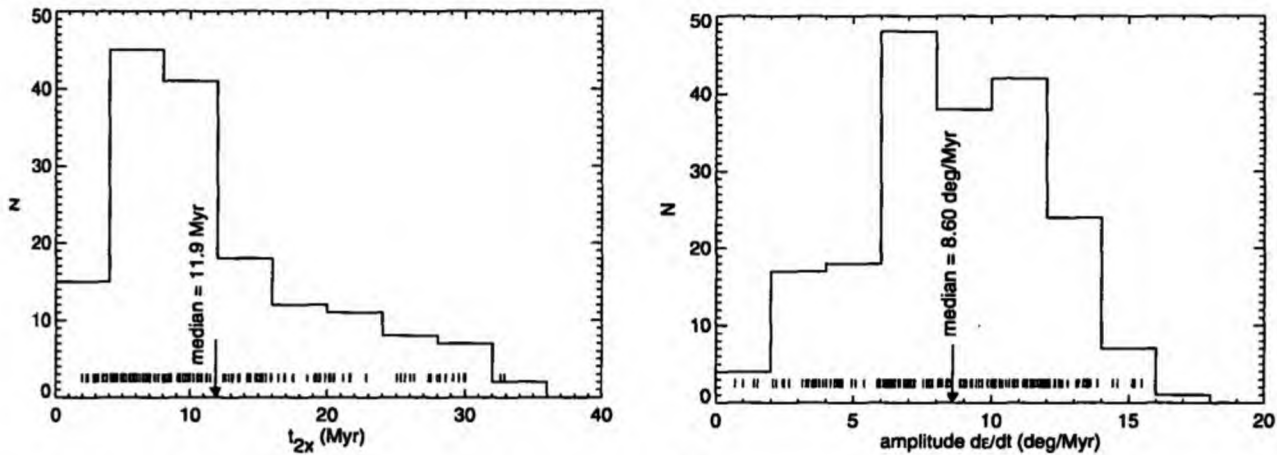 50
40
30
20
10
0
N
median = 11.9 Myr
0 10 20 30 40
t2x (Myr)
50
40
30
20
10
0
N
median = 8.60 deg/Myr
0 5 10 15 20
amplitude dε/dt (deg/Myr)